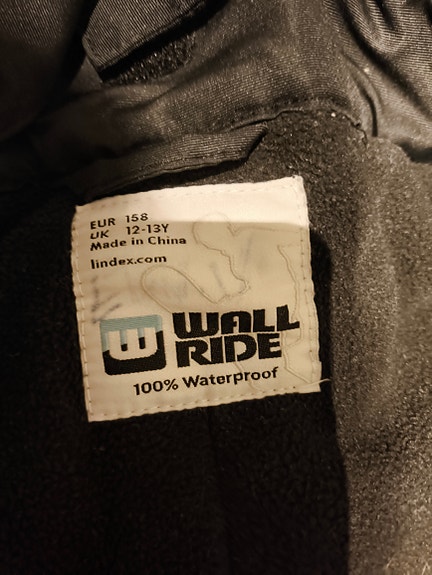 EUR 158
UK 12-13Y
Made in China
lindex.com
WALL
RIDE
100% Waterproof